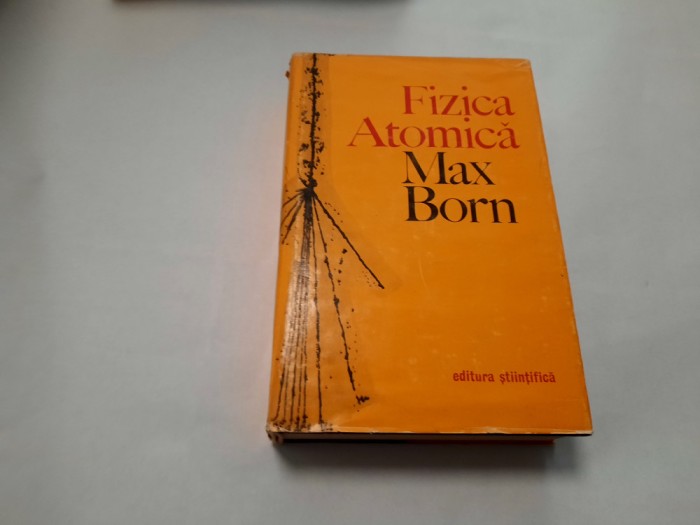 Fizica
Atomică
Max
Born
editura științifică